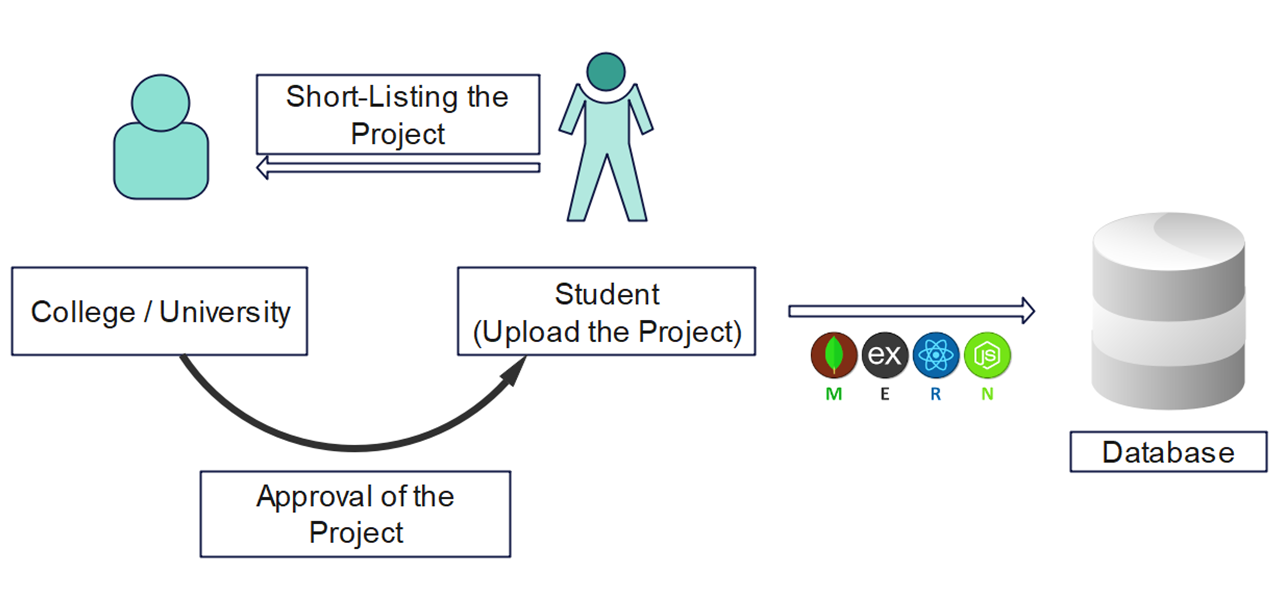 Short-Listing the
Project
College / University
Student
(Upload the Project)
ex
JS
M E R N
Database
Approval of the
Project